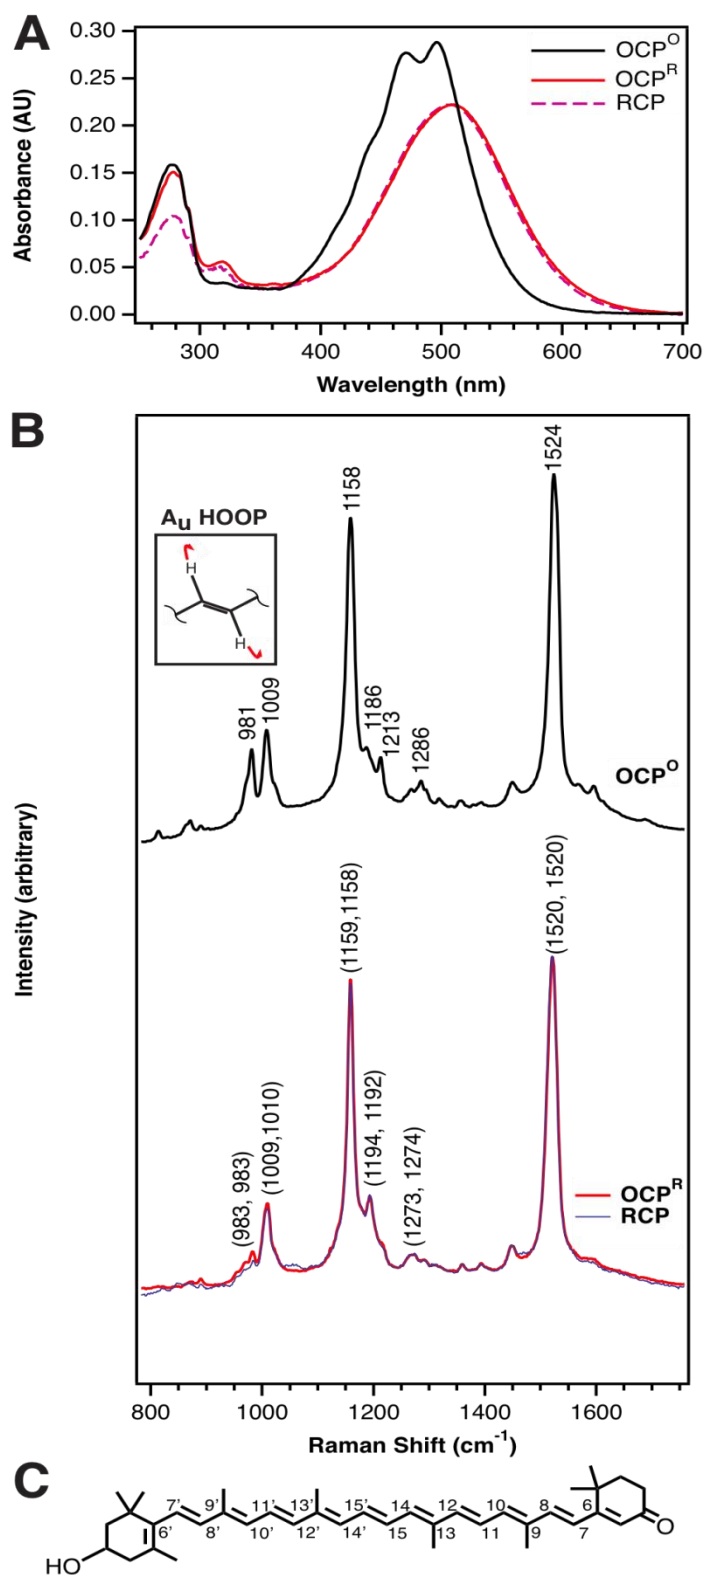 A
Absorbance (AU)
0.30
0.25
0.20
0.15
0.10
0.05
0.00
OCP^O
OCP^R
RCP
300 400 500 600 700
Wavelength (nm)
B
Intensity (arbitrary)
Au HOOP
H
H
981
1009
1158
1186
1213
1286
1524
OCP^O
(983, 983)
(1009,1010)
(1159,1158)
(1194, 1192)
(1273, 1274)
(1520, 1520)
OCP^R
RCP
800 1000 1200 1400 1600
Raman Shift (cm-1)
C
7' 9' 11' 13' 15' 14 12 10 8 6
6' 8' 10' 12' 14' 15 13 11 9 7
HO
O